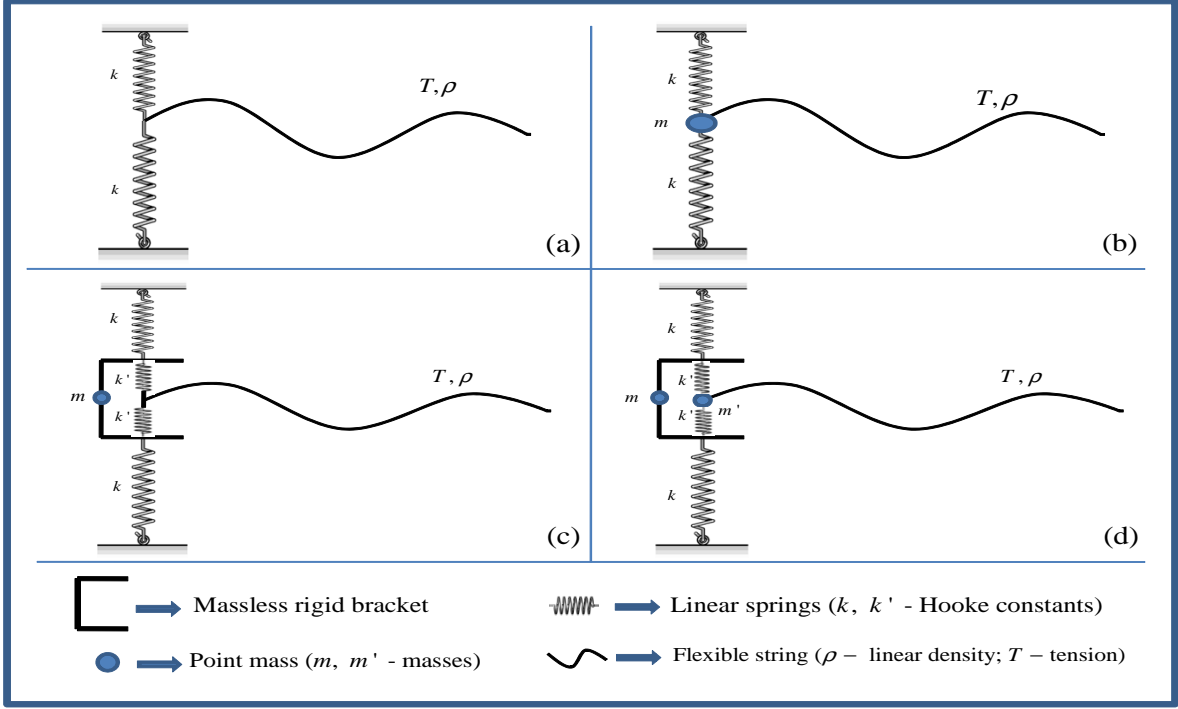 k
T, ρ
k
(a)
k
T, ρ
m
k
(b)
k
k'
T, ρ
m
k'
k
(c)
k
k'
T, ρ
m
m'
k'
k
(d)
Massless rigid bracket
Linear springs (k, k' - Hooke constants)
Point mass (m, m' - masses)
Flexible string (ρ – linear density; T – tension)